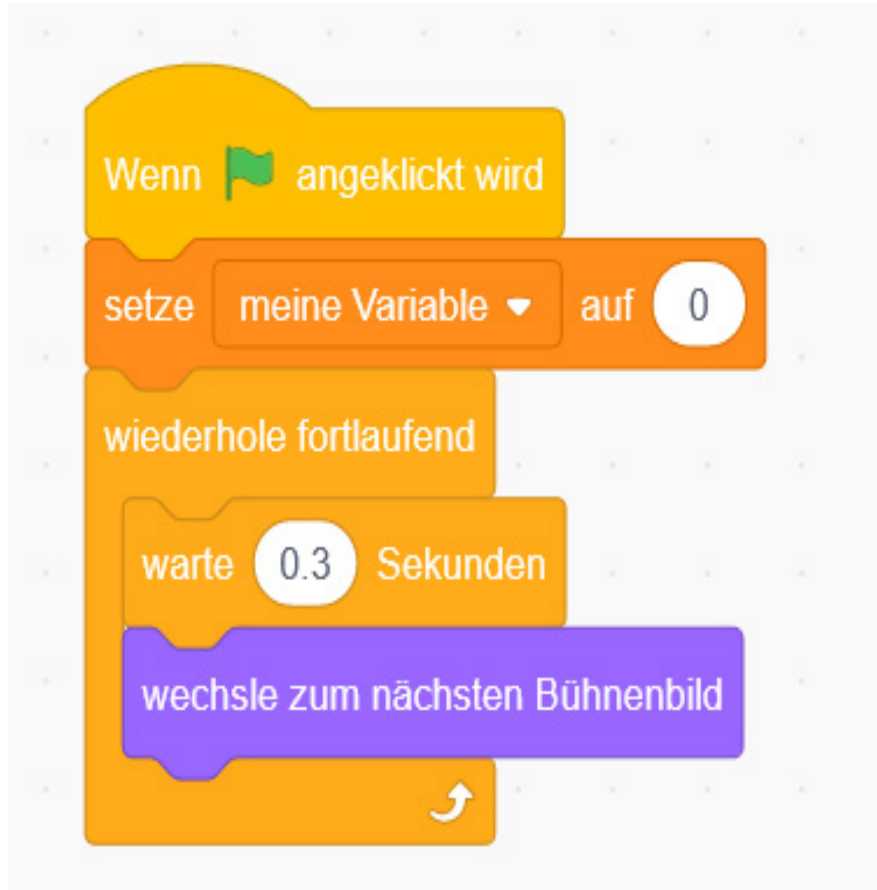 Wenn angeklickt wird
setze meine Variable auf 0
wiederhole fortlaufend
warte 0.3 Sekunden
wechsle zum nächsten Bühnenbild